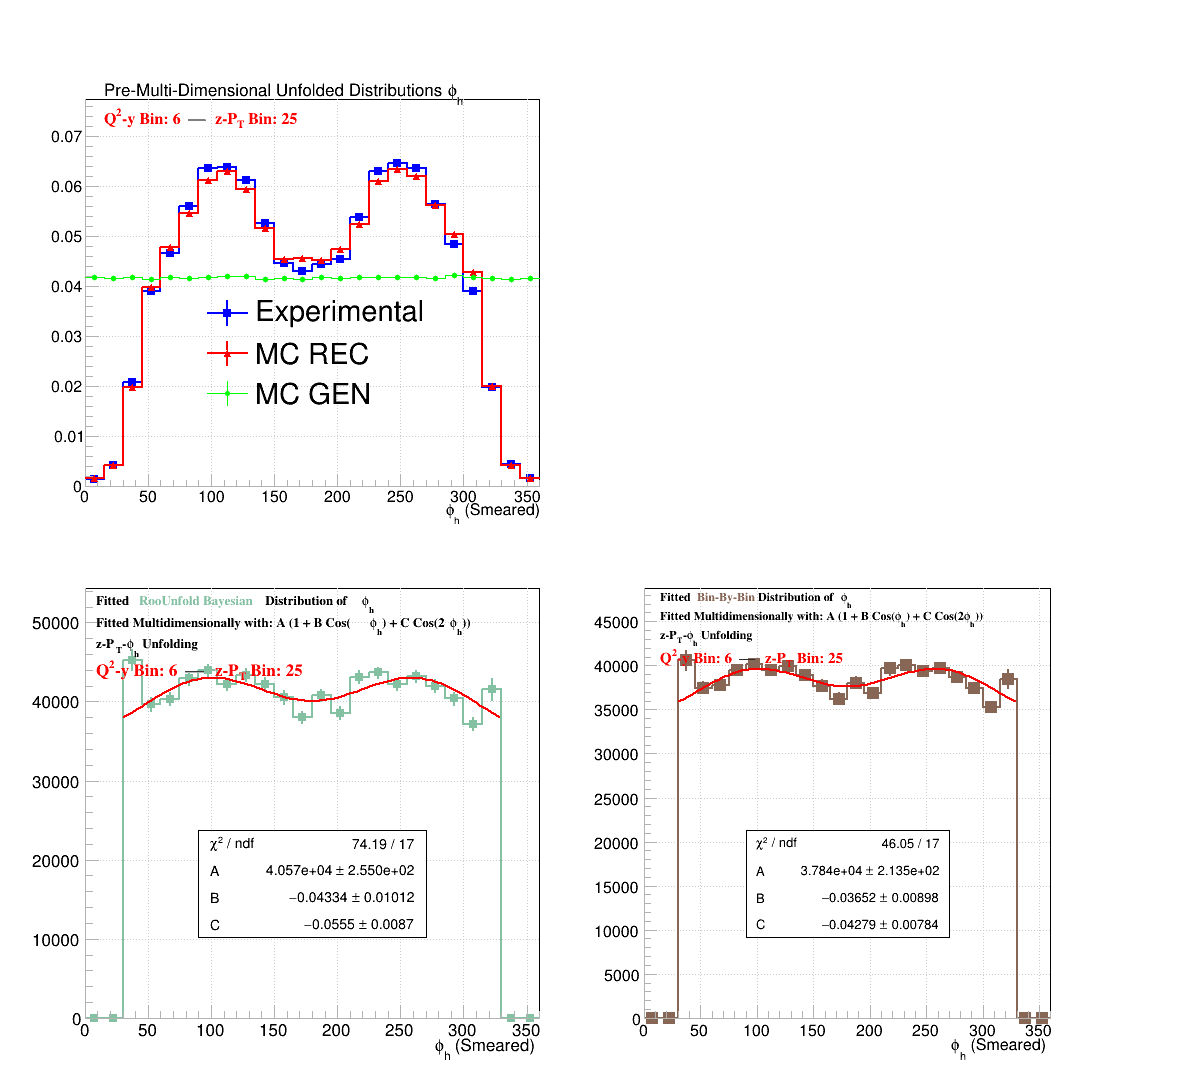 Pre-Multi-Dimensional Unfolded Distributions ϕh
Q2-y Bin: 6 — z-PT Bin: 25
0.07
0.06
0.05
0.04
0.03
0.02
0.01
0
Experimental
MC REC
MC GEN
0 50 100 150 200 250 300 350
ϕh (Smeared)
Fitted RooUnfold Bayesian Distribution of ϕh
Fitted Multidimensionally with: A (1 + B Cos( ϕh) + C Cos(2 ϕh))
z-PT-ϕh Unfolding
Q2-y Bin: 6 — z-PT Bin: 25
50000
40000
30000
20000
10000
0
χ2 / ndf 74.19 / 17
A 4.057e+04 ± 2.550e+02
B −0.04334 ± 0.01012
C −0.0555 ± 0.0087
0 50 100 150 200 250 300 350
ϕh (Smeared)
Fitted Bin-By-Bin Distribution of ϕh
Fitted Multidimensionally with: A (1 + B Cos(ϕh) + C Cos(2ϕh))
z-PT-ϕh Unfolding
Q2-y Bin: 6 — z-PT Bin: 25
45000
40000
35000
30000
25000
20000
15000
10000
5000
0
χ2 / ndf 46.05 / 17
A 3.784e+04 ± 2.135e+02
B −0.03652 ± 0.00898
C −0.04279 ± 0.00784
0 50 100 150 200 250 300 350
ϕh (Smeared)